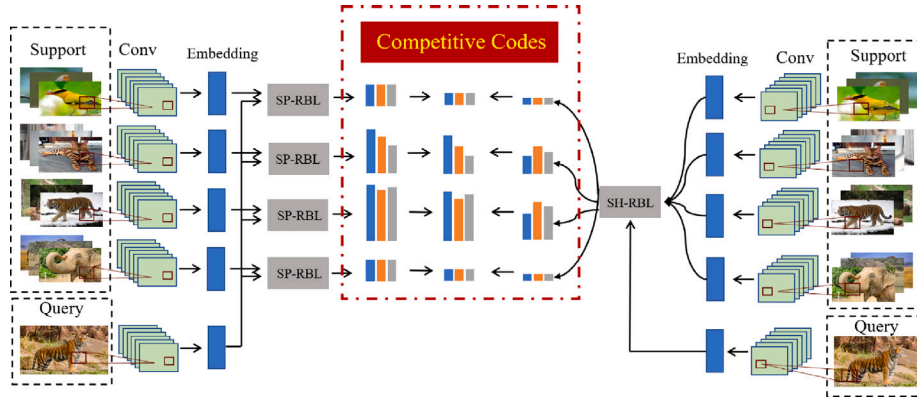 Competitive Codes
Support
Conv
Embedding
Embedding
Conv
Support
SP-RBL
SP-RBL
SP-RBL
SH-RBL
SP-RBL
Query
Query